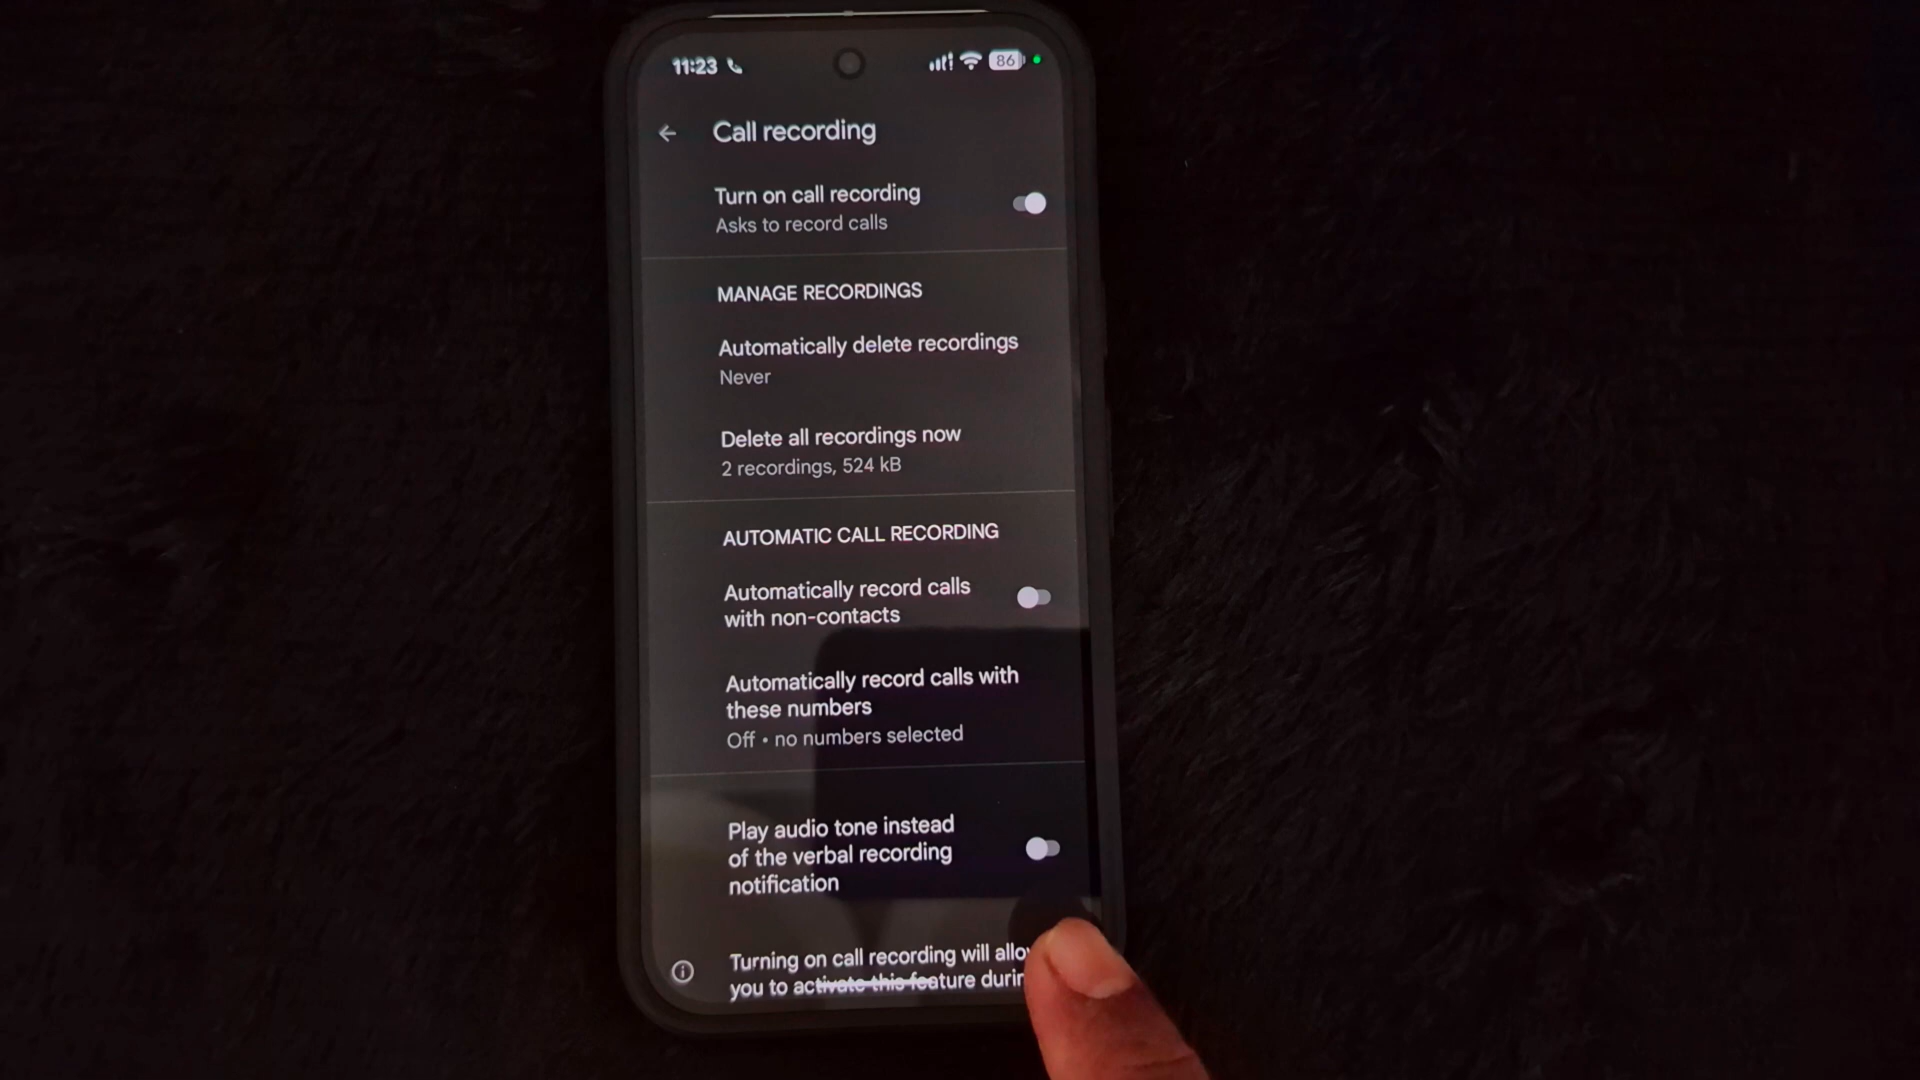 11:23
86
Call recording
Turn on call recording
Asks to record calls
MANAGE RECORDINGS
Automatically delete recordings
Never
Delete all recordings now
2 recordings, 524 kB
AUTOMATIC CALL RECORDING
Automatically record calls
with non-contacts
Automatically record calls with
these numbers
Off • no numbers selected
Play audio tone instead
of the verbal recording
notification
Turning on call recording will
you to activate this feature